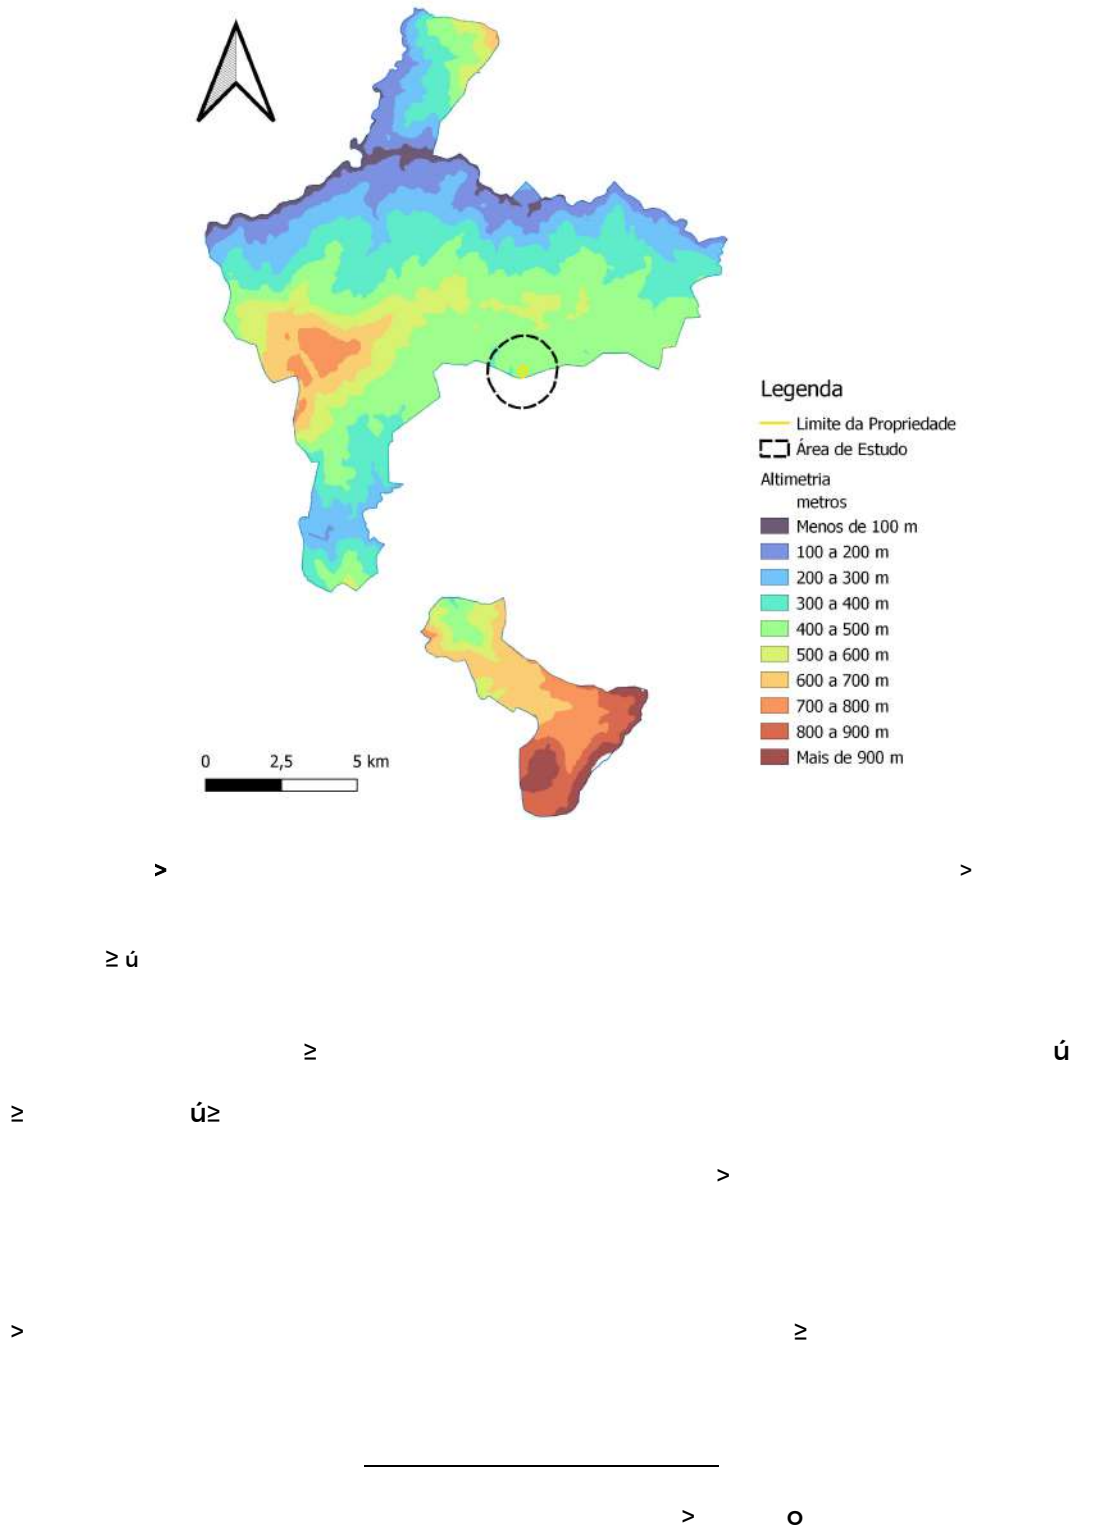 Legenda
Limite da Propriedade
Área de Estudo
Altimetria
metros
Menos de 100 m
100 a 200 m
200 a 300 m
300 a 400 m
400 a 500 m
500 a 600 m
600 a 700 m
700 a 800 m
800 a 900 m
Mais de 900 m
0 2,5 5 km
> >
≥ ú
≥ ú
≥ ú≥
>
> ≥
> o